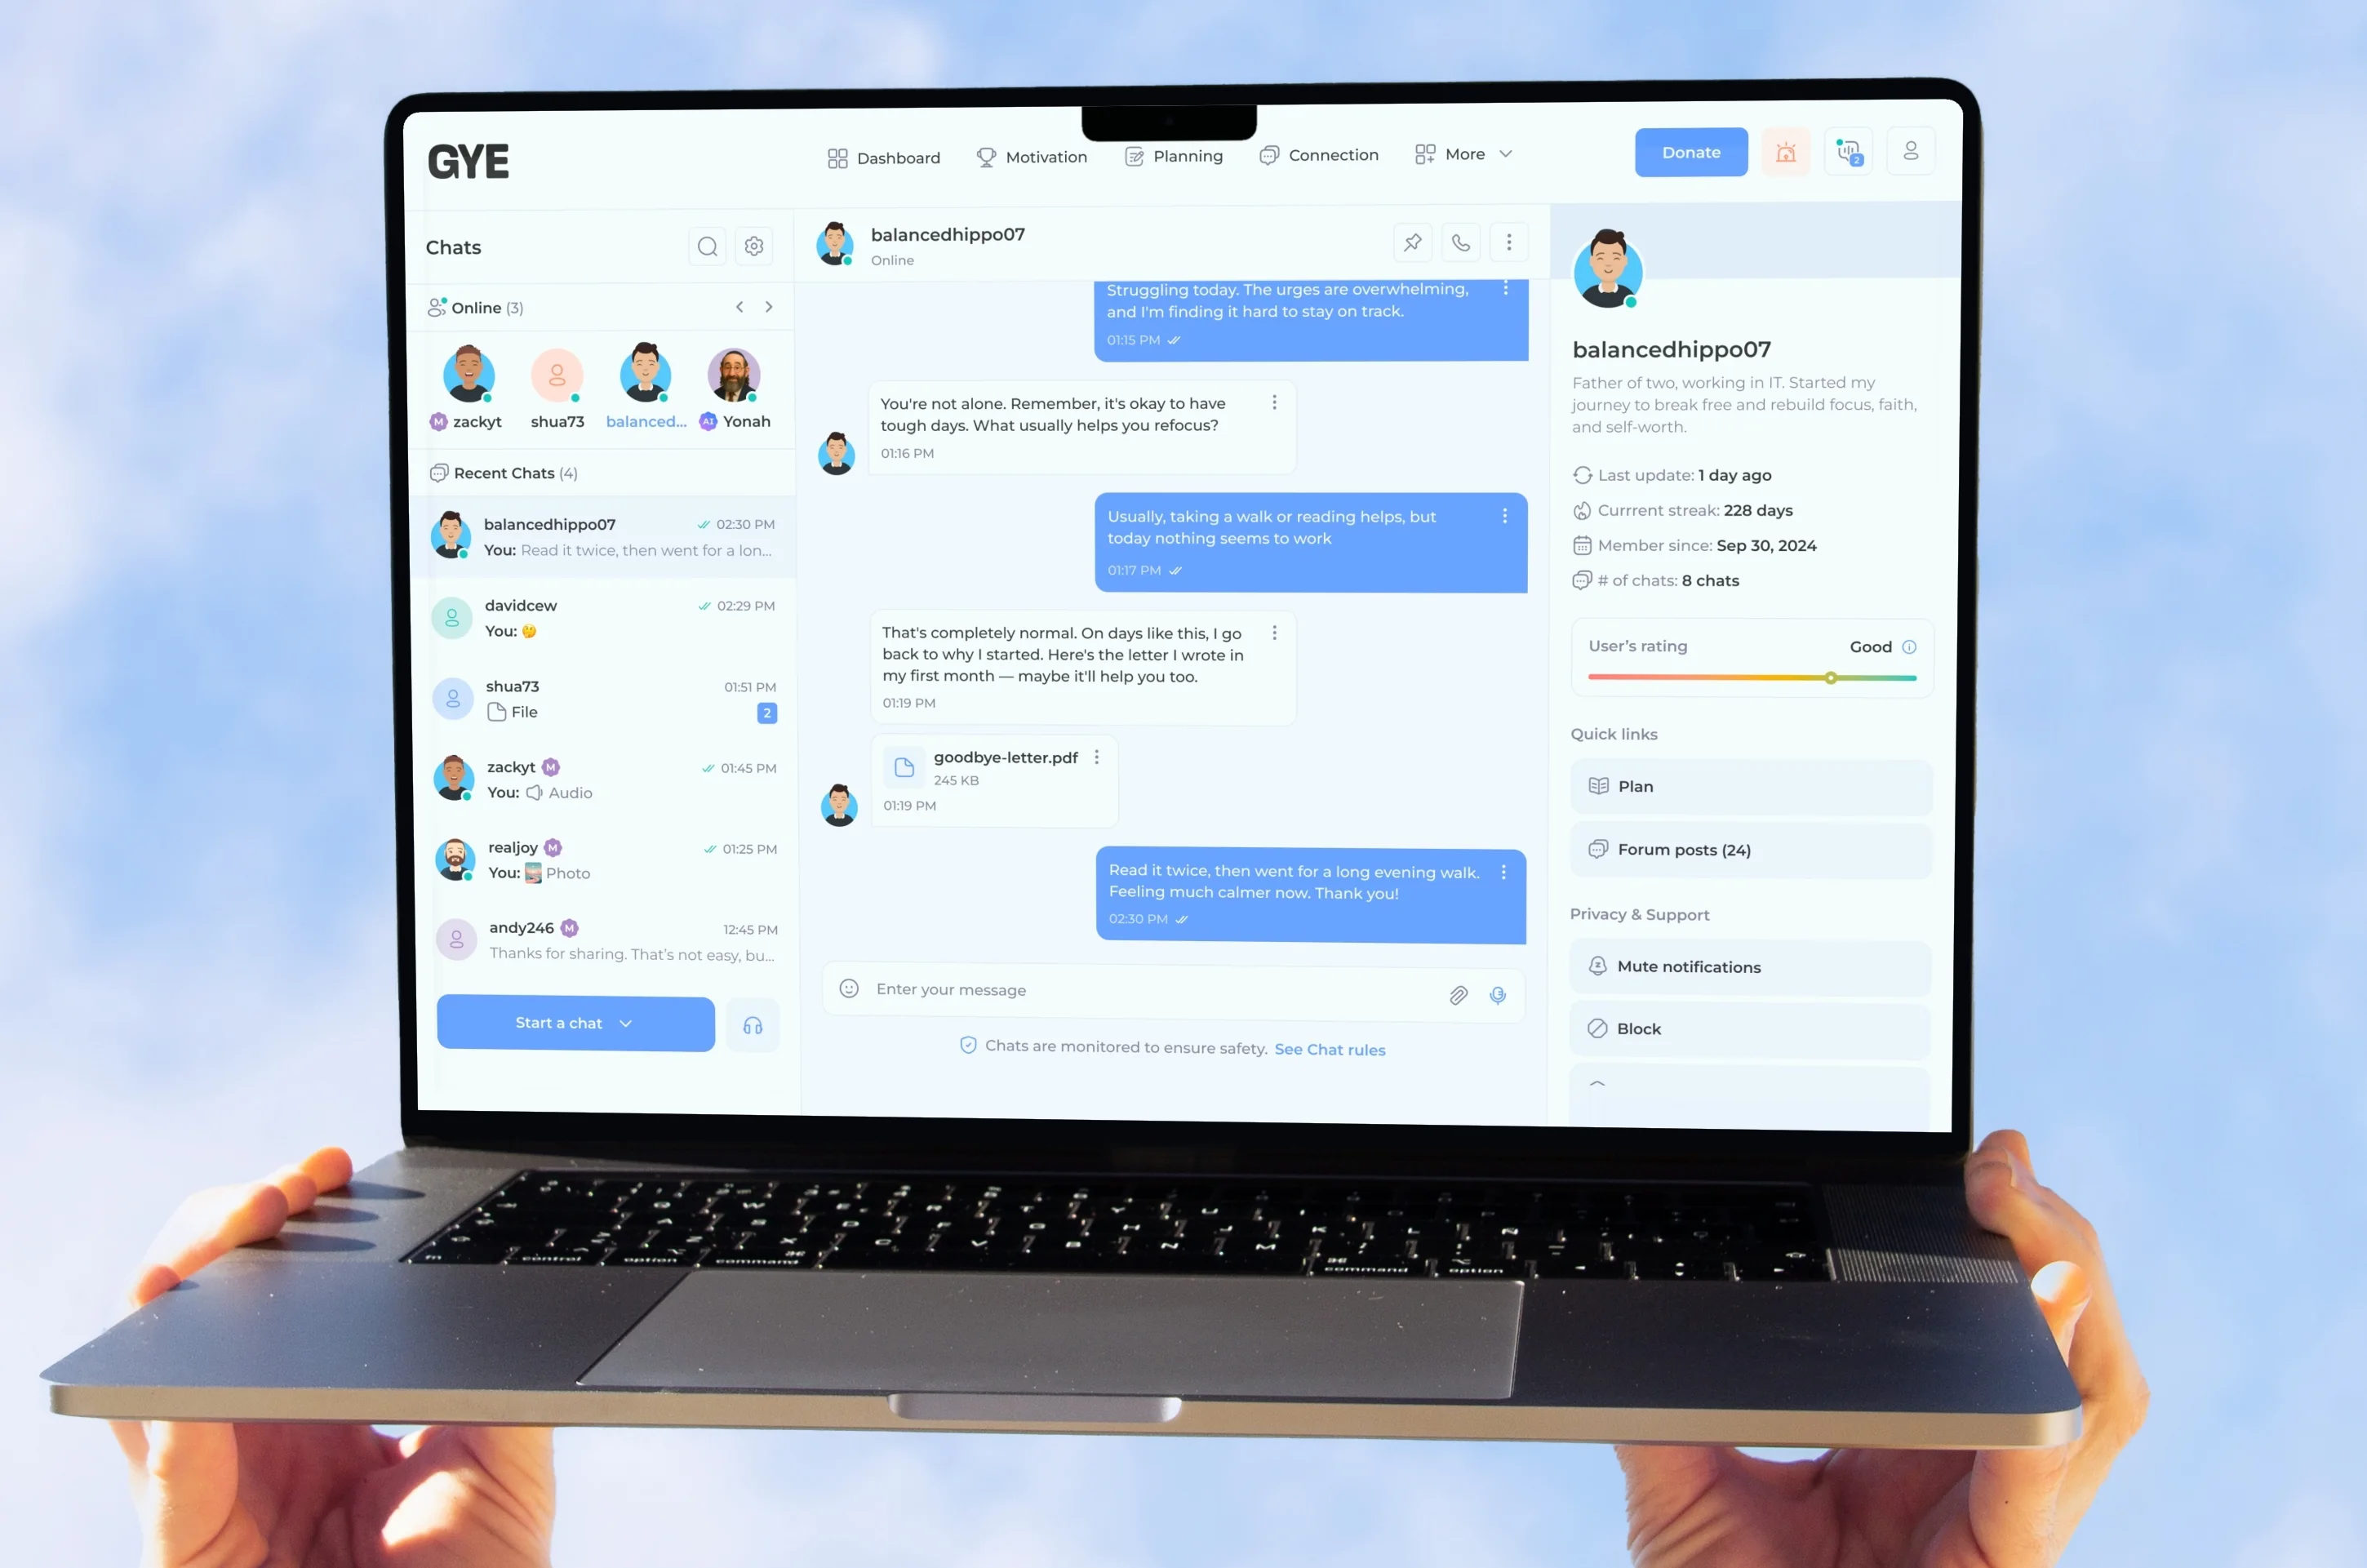 GYE
Dashboard
Motivation
Planning
Connection
More
Donate
2
Chats
Online (3)
M zackyt
shua73
balanced...
AI Yonah
Recent Chats (4)
balancedhippo07
02:30 PM
You: Read it twice, then went for a lon...
davidcew
02:29 PM
You: 🤔
shua73
01:51 PM
File
2
zackyt M
01:45 PM
You: Audio
realjoy M
01:25 PM
You: Photo
andy246 M
12:45 PM
Thanks for sharing. That's not easy, bu...
Start a chat
balancedhippo07
Online
Struggling today. The urges are overwhelming,
and I'm finding it hard to stay on track.
01:15 PM
You're not alone. Remember, it's okay to have
tough days. What usually helps you refocus?
01:16 PM
Usually, taking a walk or reading helps, but
today nothing seems to work
01:17 PM
That's completely normal. On days like this, I go
back to why I started. Here's the letter I wrote in
my first month — maybe it'll help you too.
01:19 PM
goodbye-letter.pdf
245 KB
01:19 PM
Read it twice, then went for a long evening walk.
Feeling much calmer now. Thank you!
02:30 PM
Enter your message
Chats are monitored to ensure safety. See Chat rules
balancedhippo07
Father of two, working in IT. Started my
journey to break free and rebuild focus, faith,
and self-worth.
Last update: 1 day ago
Currrent streak: 228 days
Member since: Sep 30, 2024
# of chats: 8 chats
User's rating
Good
Quick links
Plan
Forum posts (24)
Privacy & Support
Mute notifications
Block
Q W E R T Y U
A S D F G H J K L Ñ
Z X C V B N M
fn control option command command option